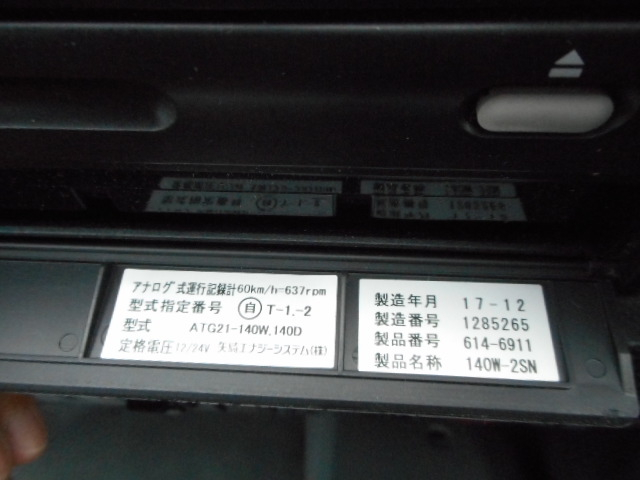 アナログ式運行記録計60km/h=637rpm
型式指定番号 自 T-1,-2
型式 ATG21-140W,140D
定格電圧12/24V 矢崎エナジーシステム(株)
製造年月 17-12
製造番号 1285265
製品番号 614-6911
製品名称 140W-2SN